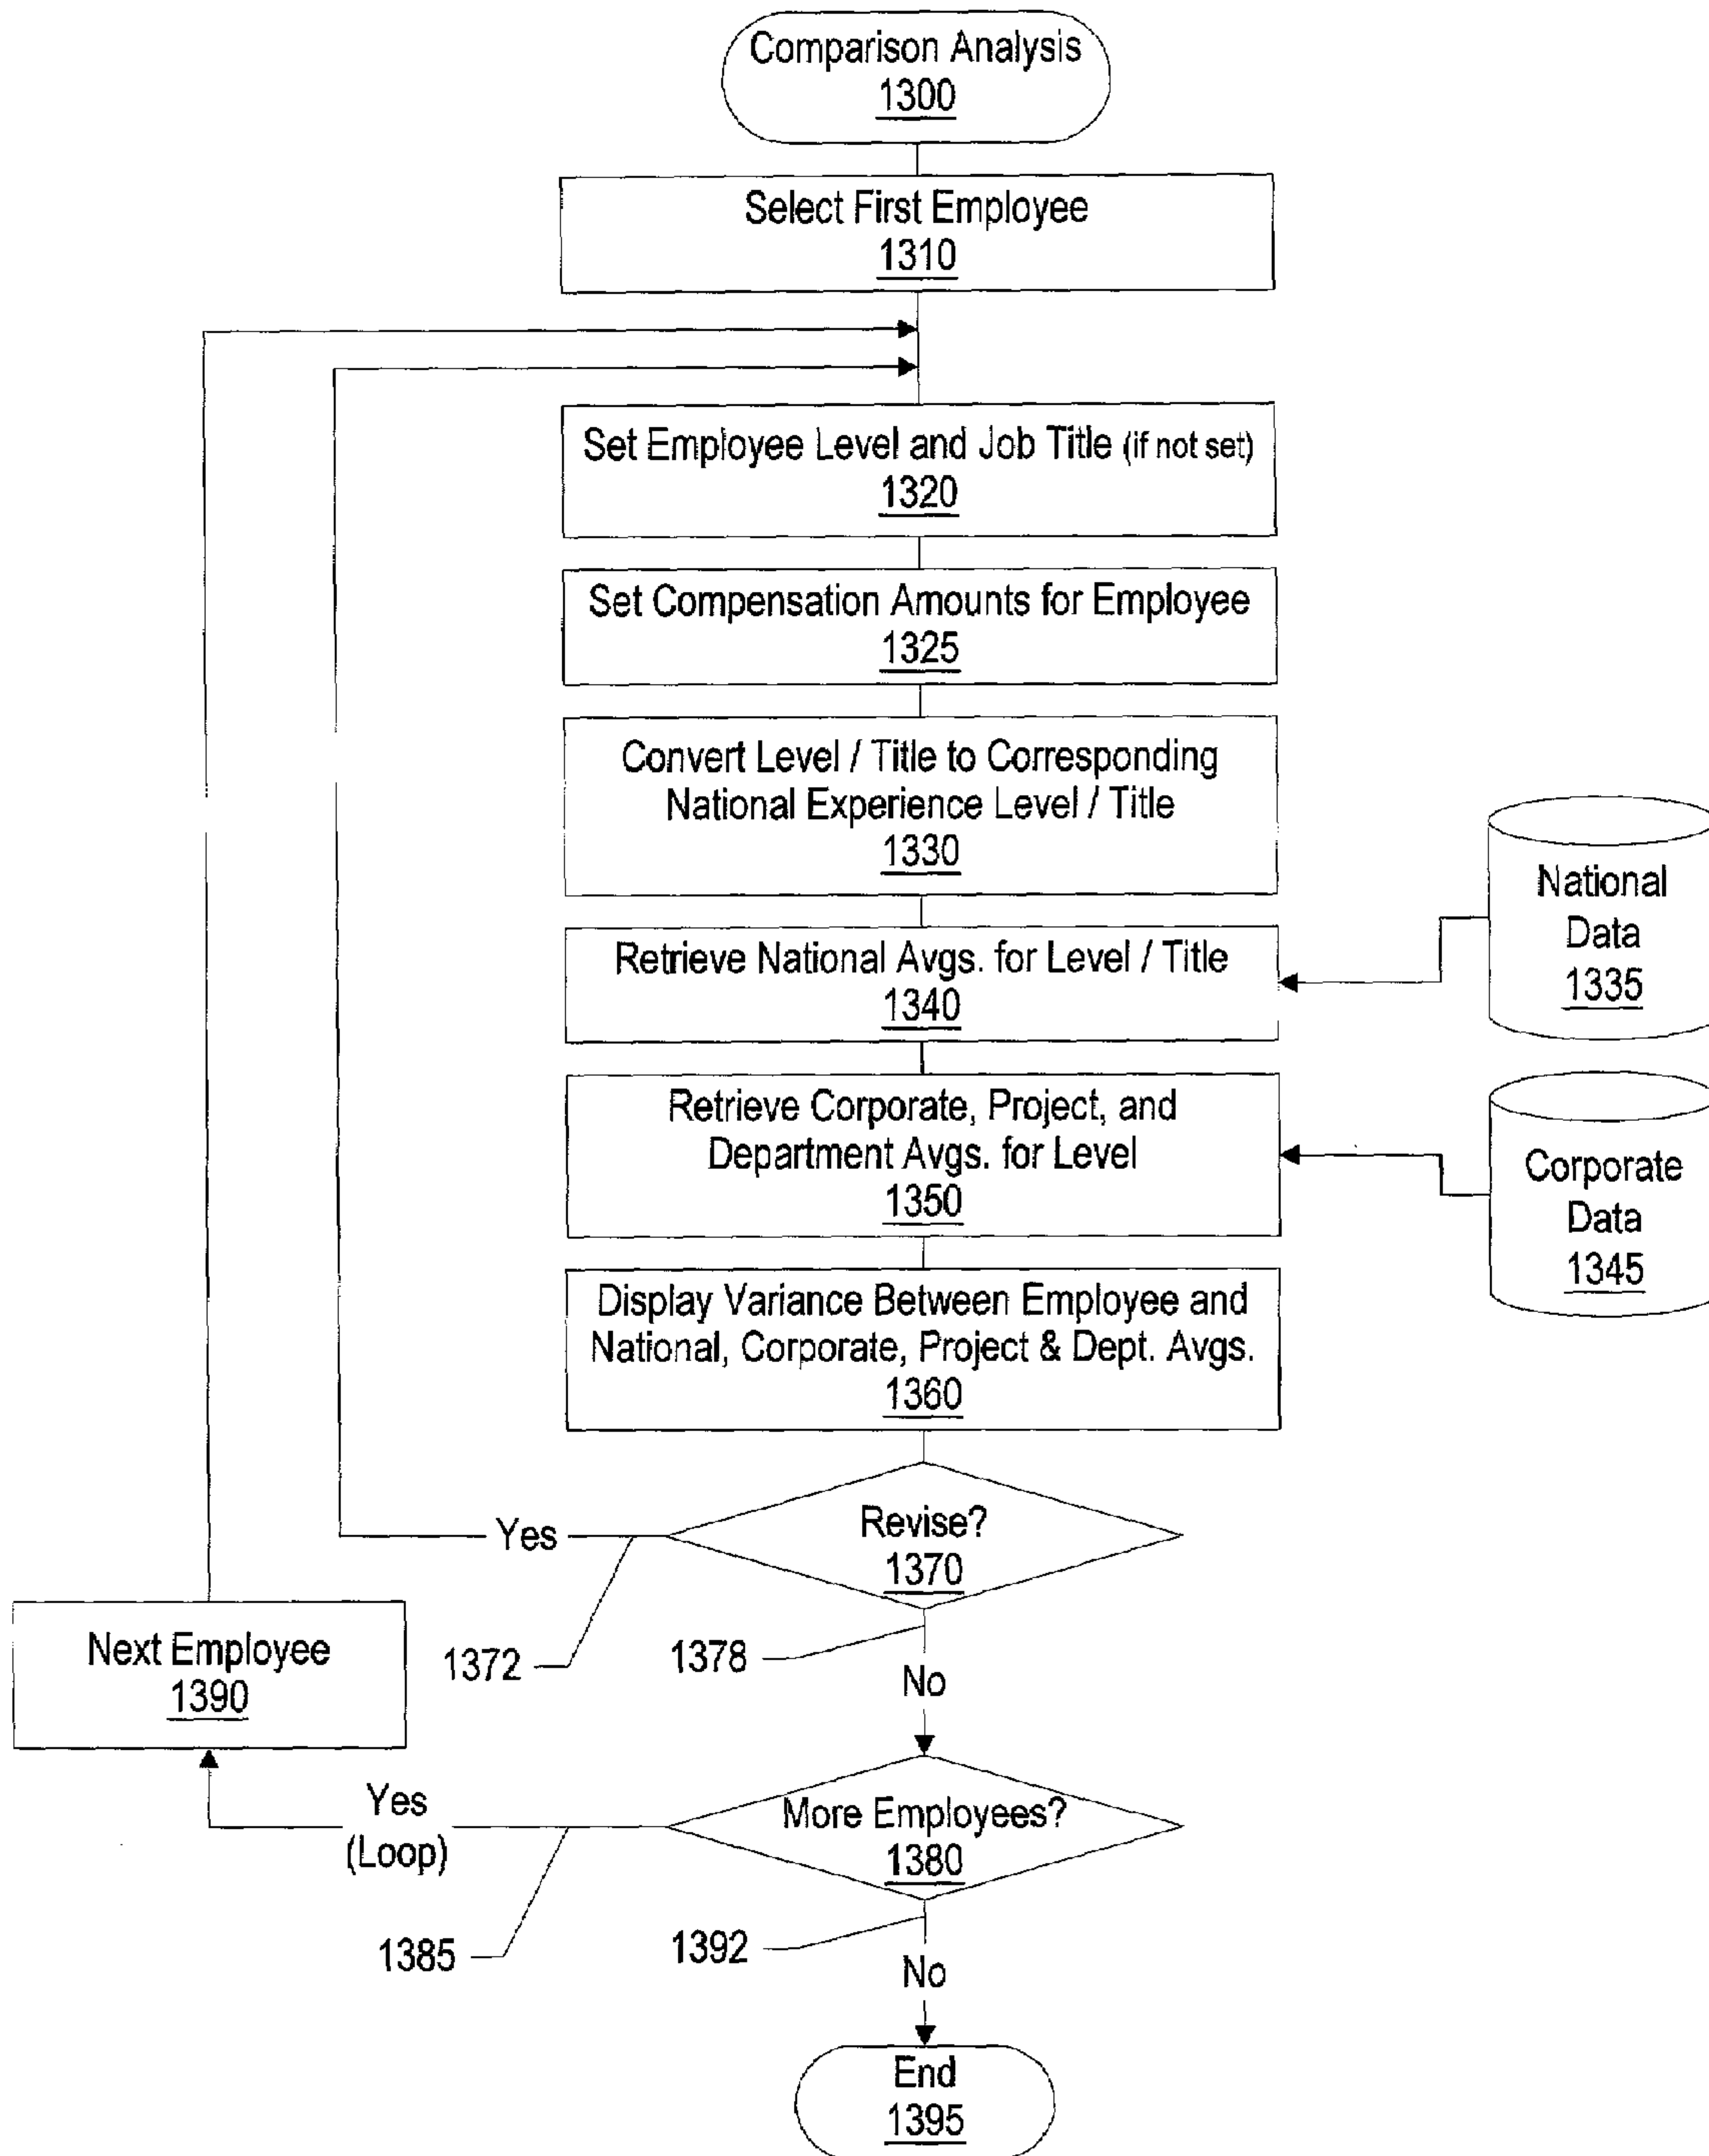 Comparison Analysis
1300
Select First Employee
1310
Set Employee Level and Job Title (if not set)
1320
Set Compensation Amounts for Employee
1325
Convert Level / Title to Corresponding
National Experience Level / Title
1330
National
Data
1335
Retrieve National Avgs. for Level / Title
1340
Retrieve Corporate, Project, and
Department Avgs. for Level
1350
Corporate
Data
1345
Display Variance Between Employee and
National, Corporate, Project & Dept. Avgs.
1360
Revise?
1370
Yes
1372
1378
No
Next Employee
1390
More Employees?
1380
Yes
(Loop)
1385
1392
No
End
1395